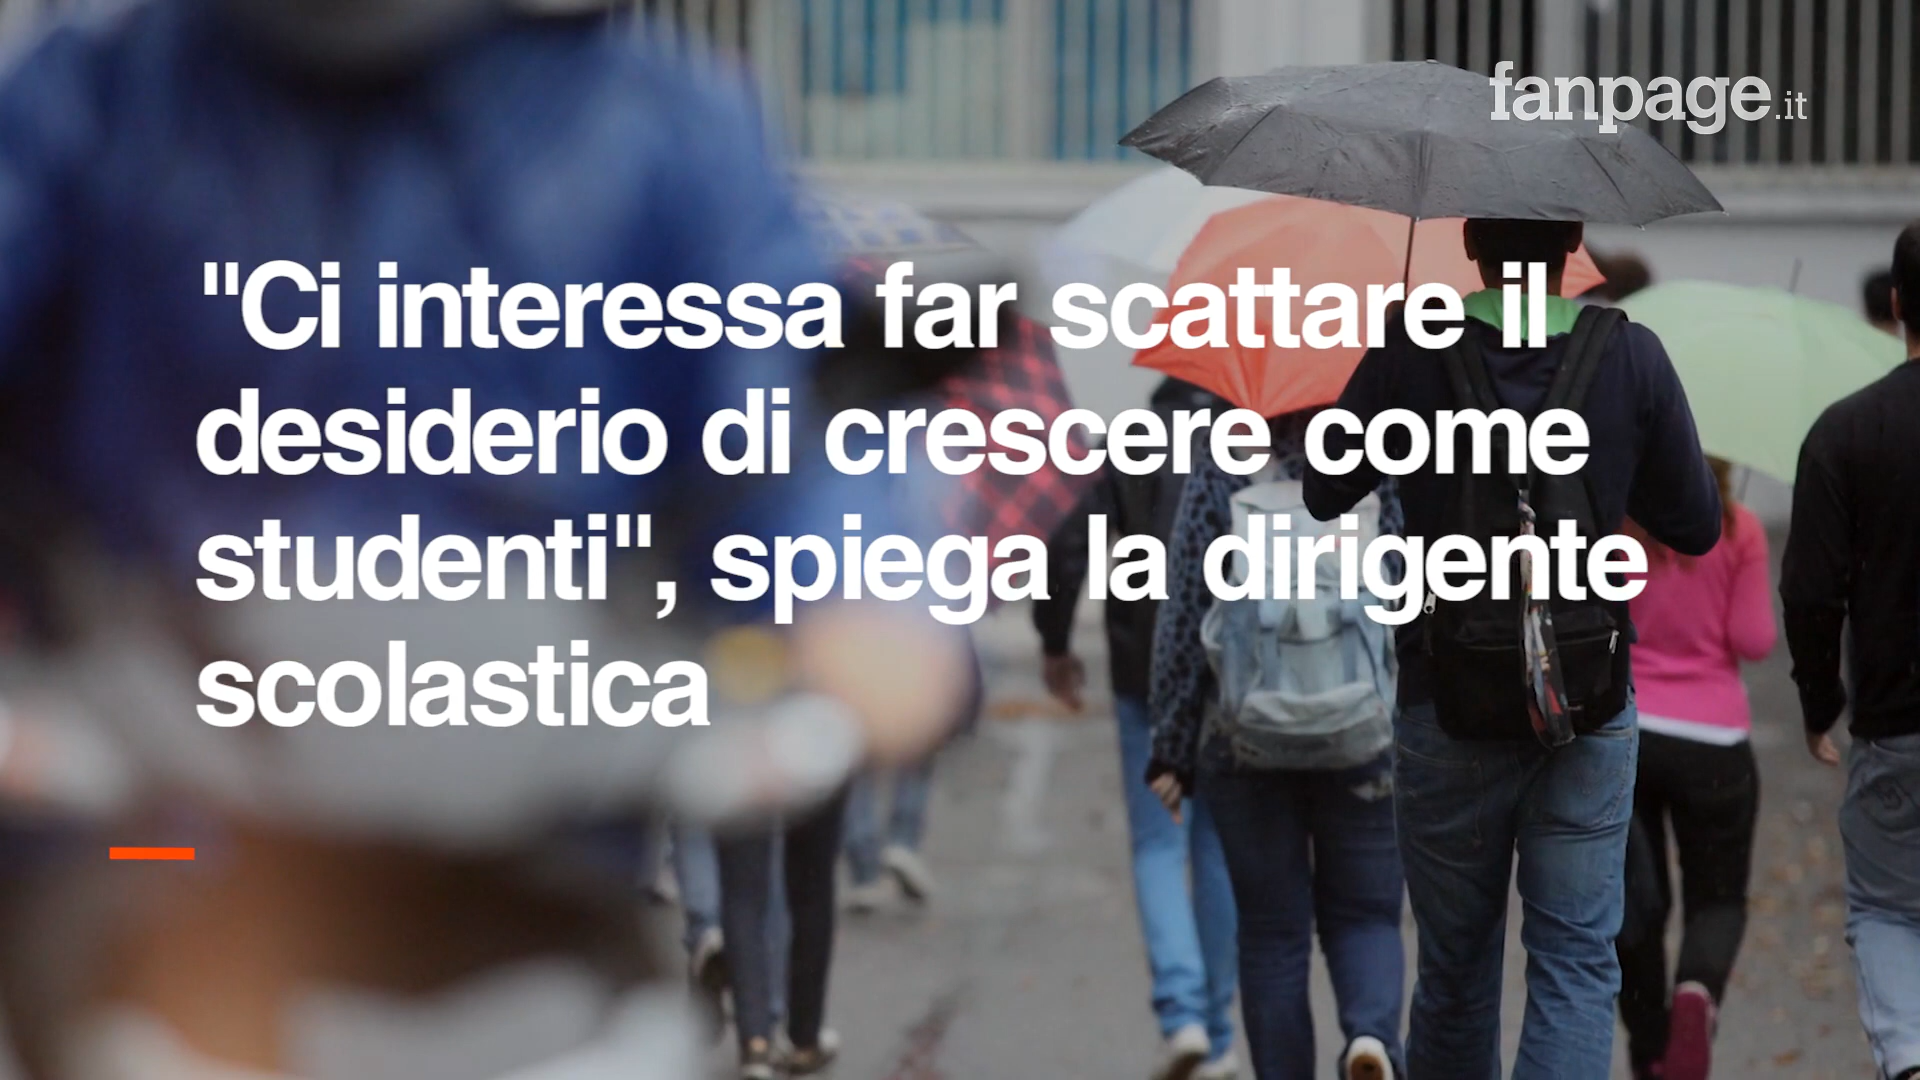 fanpage.it
"Ci interessa far scattare il
desiderio di crescere come
studenti", spiega la dirigente
scolastica